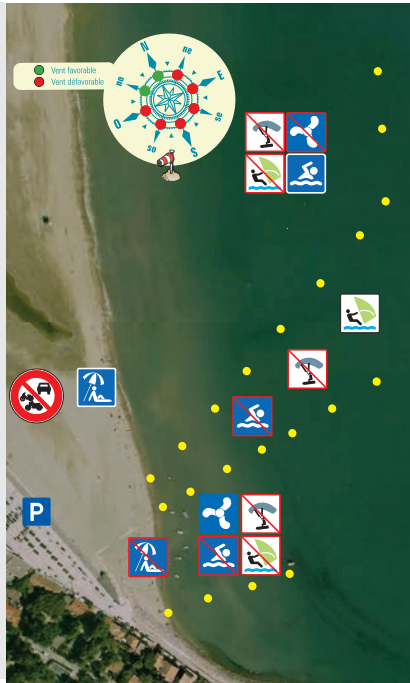 N
ne
Vent favorable
Vent défavorable
no
E
O
se
so
S
P